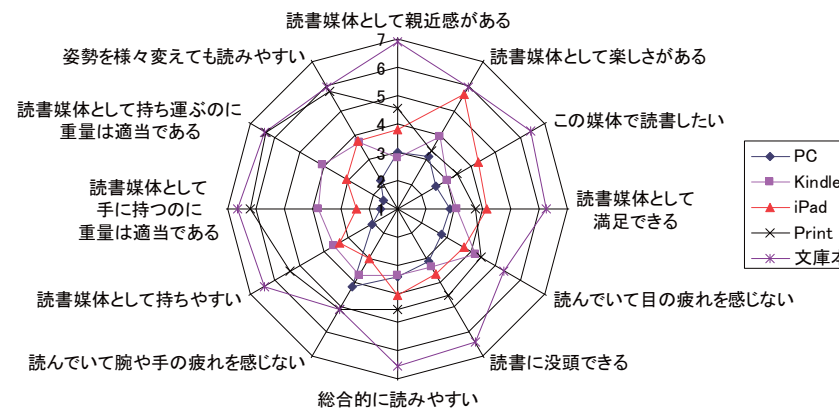 読書媒体として親近感がある
読書媒体として楽しさがある
この媒体で読書したい
読書媒体として
満足できる
読んでいて目の疲れを感じない
読書に没頭できる
総合的に読みやすい
読んでいて腕や手の疲れを感じない
読書媒体として持ちやすい
読書媒体として
手に持つのに
重量は適当である
読書媒体として持ち運ぶのに
重量は適当である
姿勢を様々変えても読みやすい
7
6
5
4
3
2
1
PC
Kindle
iPad
Print
文庫本